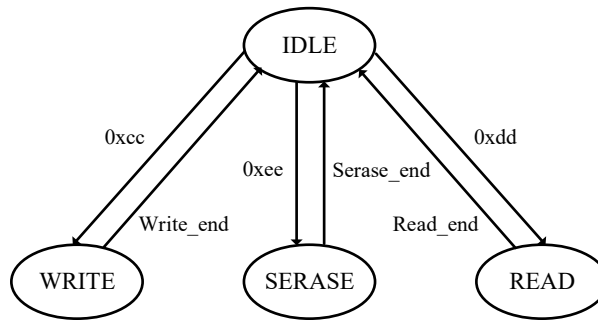 IDLE
0xcc
0xdd
0xee
Serase_end
Write_end
Read_end
WRITE
SERASE
READ